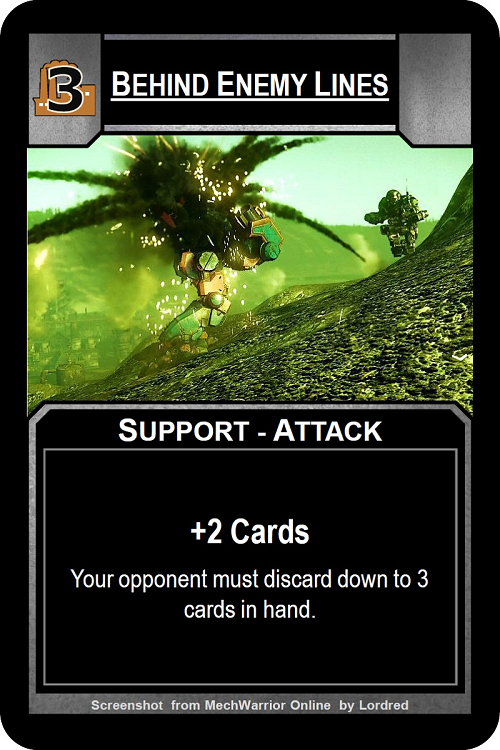 3
BEHIND ENEMY LINES
SUPPORT - ATTACK
+2 Cards
Your opponent must discard down to 3
cards in hand.
Screenshot from MechWarrior Online by Lordred